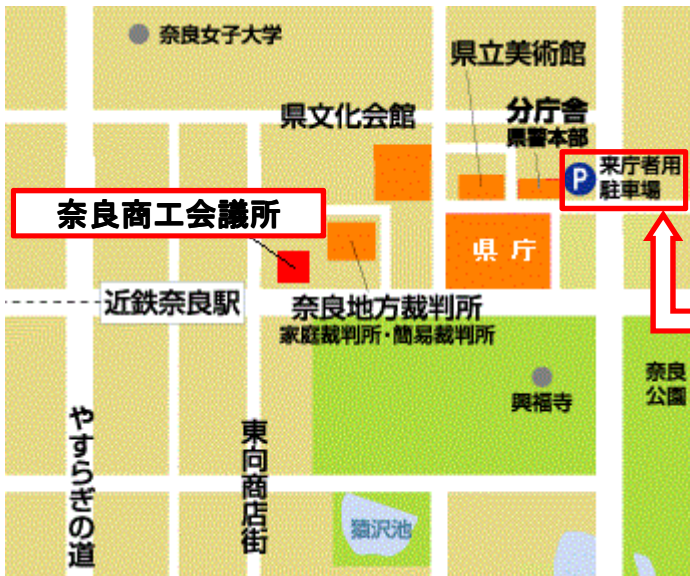 奈良女子大学
県立美術館
県文化会館
分庁舎
県警本部
P
来庁者用
駐車場
奈良商工会議所
県庁
近鉄奈良駅
奈良地方裁判所
家庭裁判所・簡易裁判所
奈良
公園
興福寺
やすらぎの道
東向商店街
猿沢池